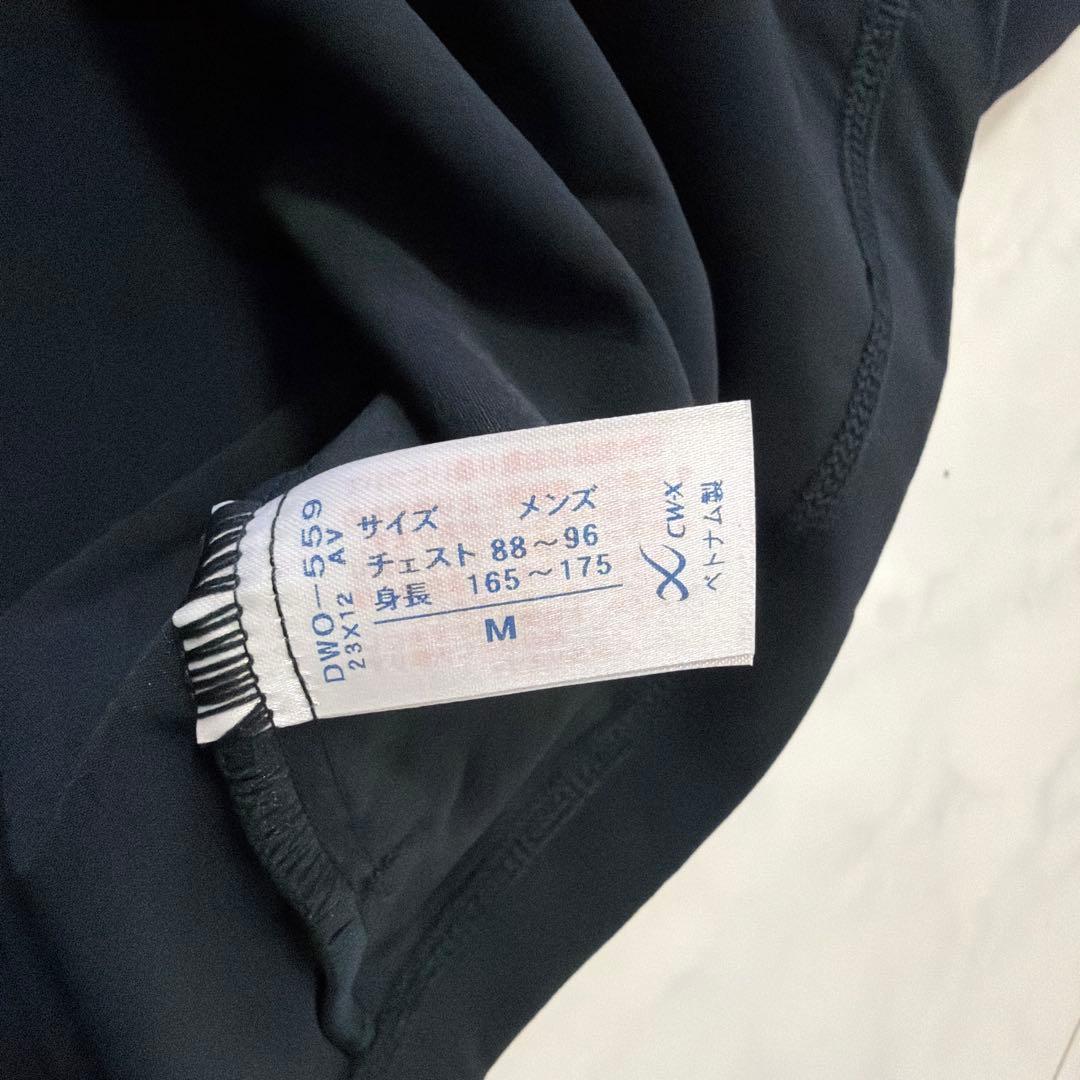 サイズ メンズ
チェスト 88～96
身長 165～175
M
DWO-559
23X12 AV
CW-X
ベトナム製